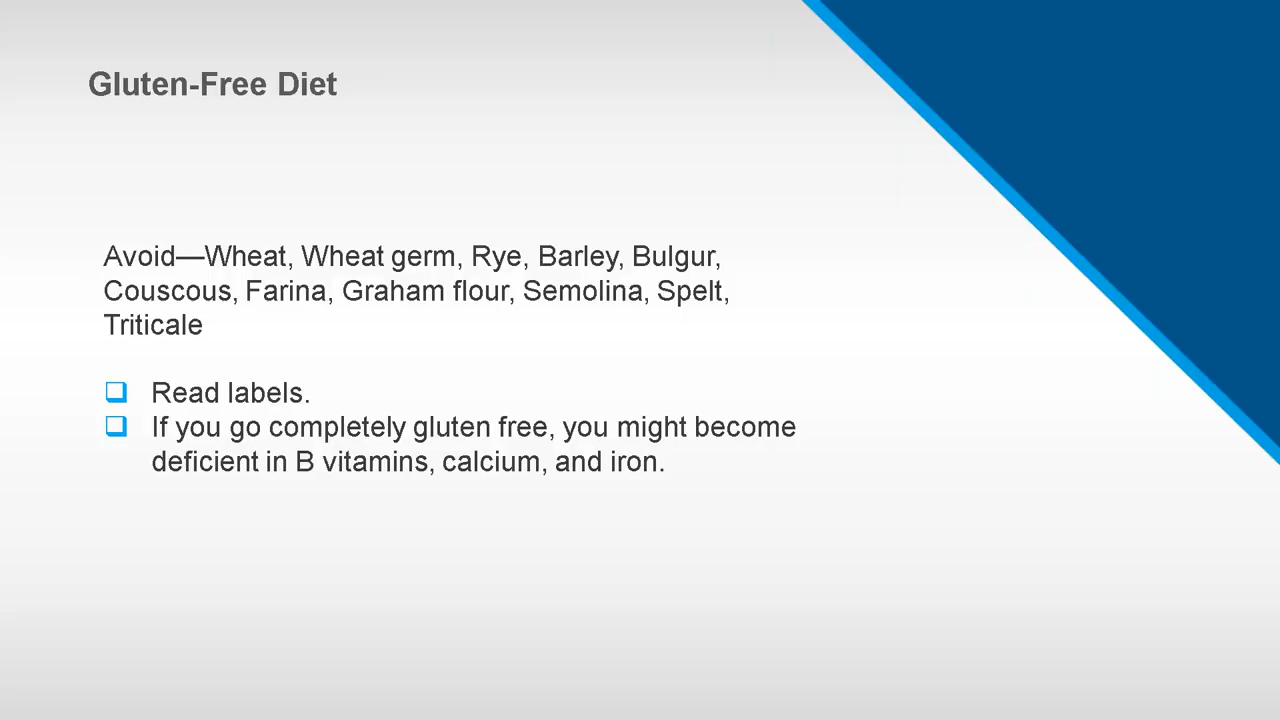 Gluten-Free Diet
Avoid—Wheat, Wheat germ, Rye, Barley, Bulgur,
Couscous, Farina, Graham flour, Semolina, Spelt,
Triticale
❑ Read labels.
❑ If you go completely gluten free, you might become
deficient in B vitamins, calcium, and iron.